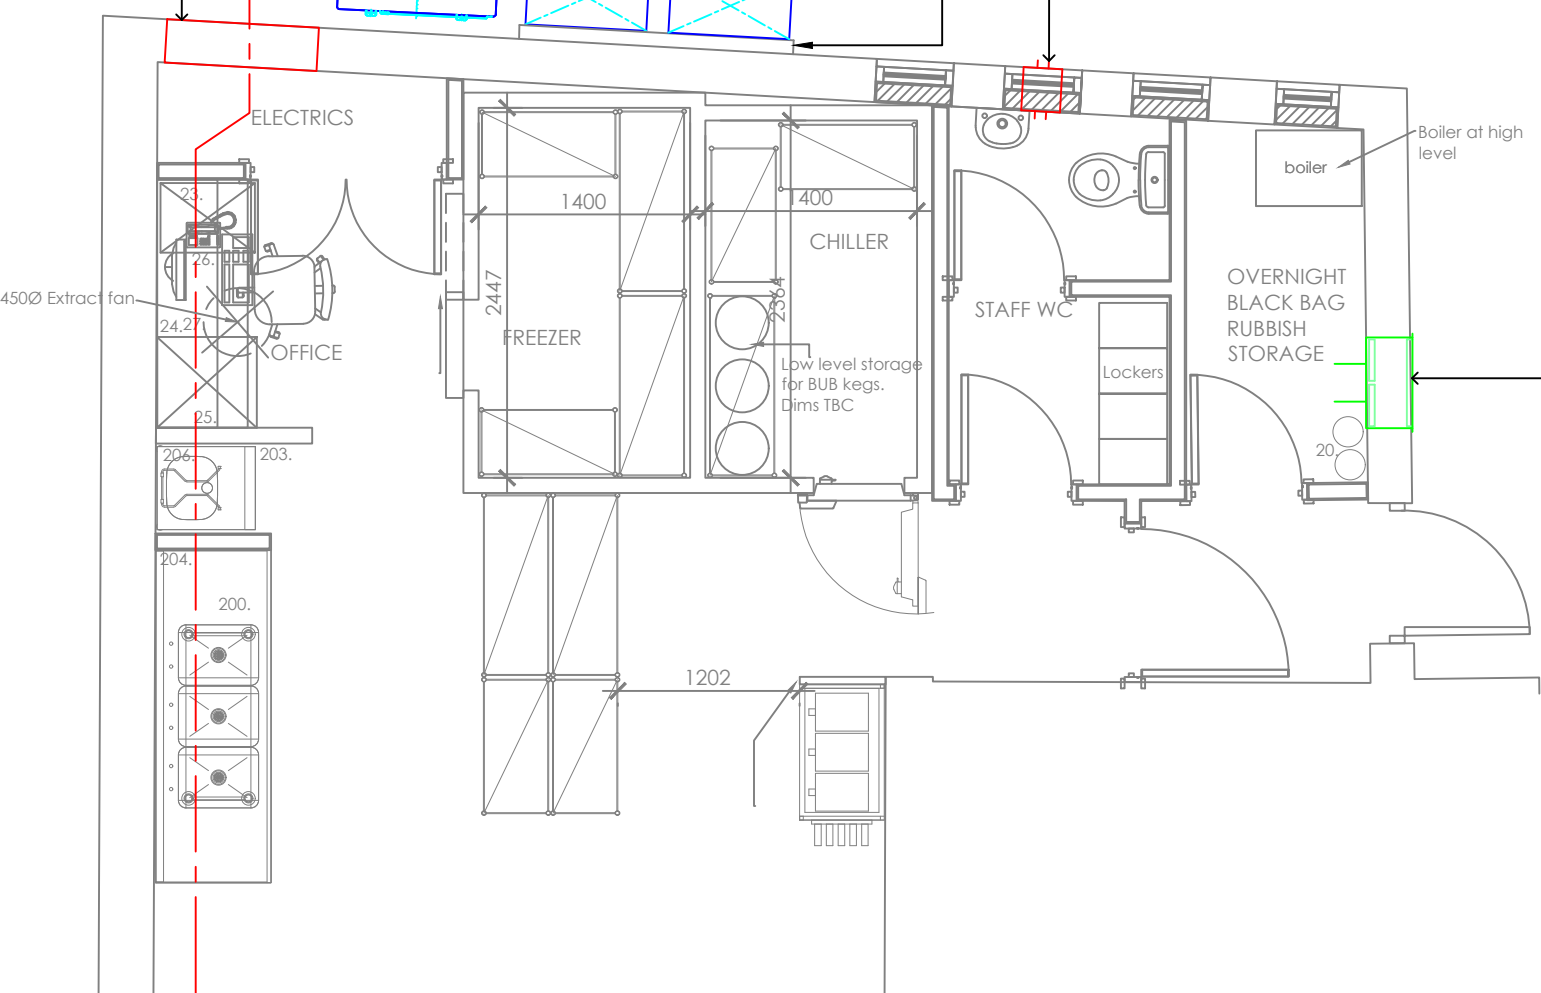 ELECTRICS
Boiler at high
level
boiler
23.
1400
1400
CHILLER
26.
2447
2364
OVERNIGHT
BLACK BAG
RUBBISH
STORAGE
450Ø Extract fan
24.
27
STAFF WC
FREEZER
OFFICE
Low level storage
for BUB kegs.
Dims TBC
Lockers
25.
206.
203.
20.
204.
200.
1202